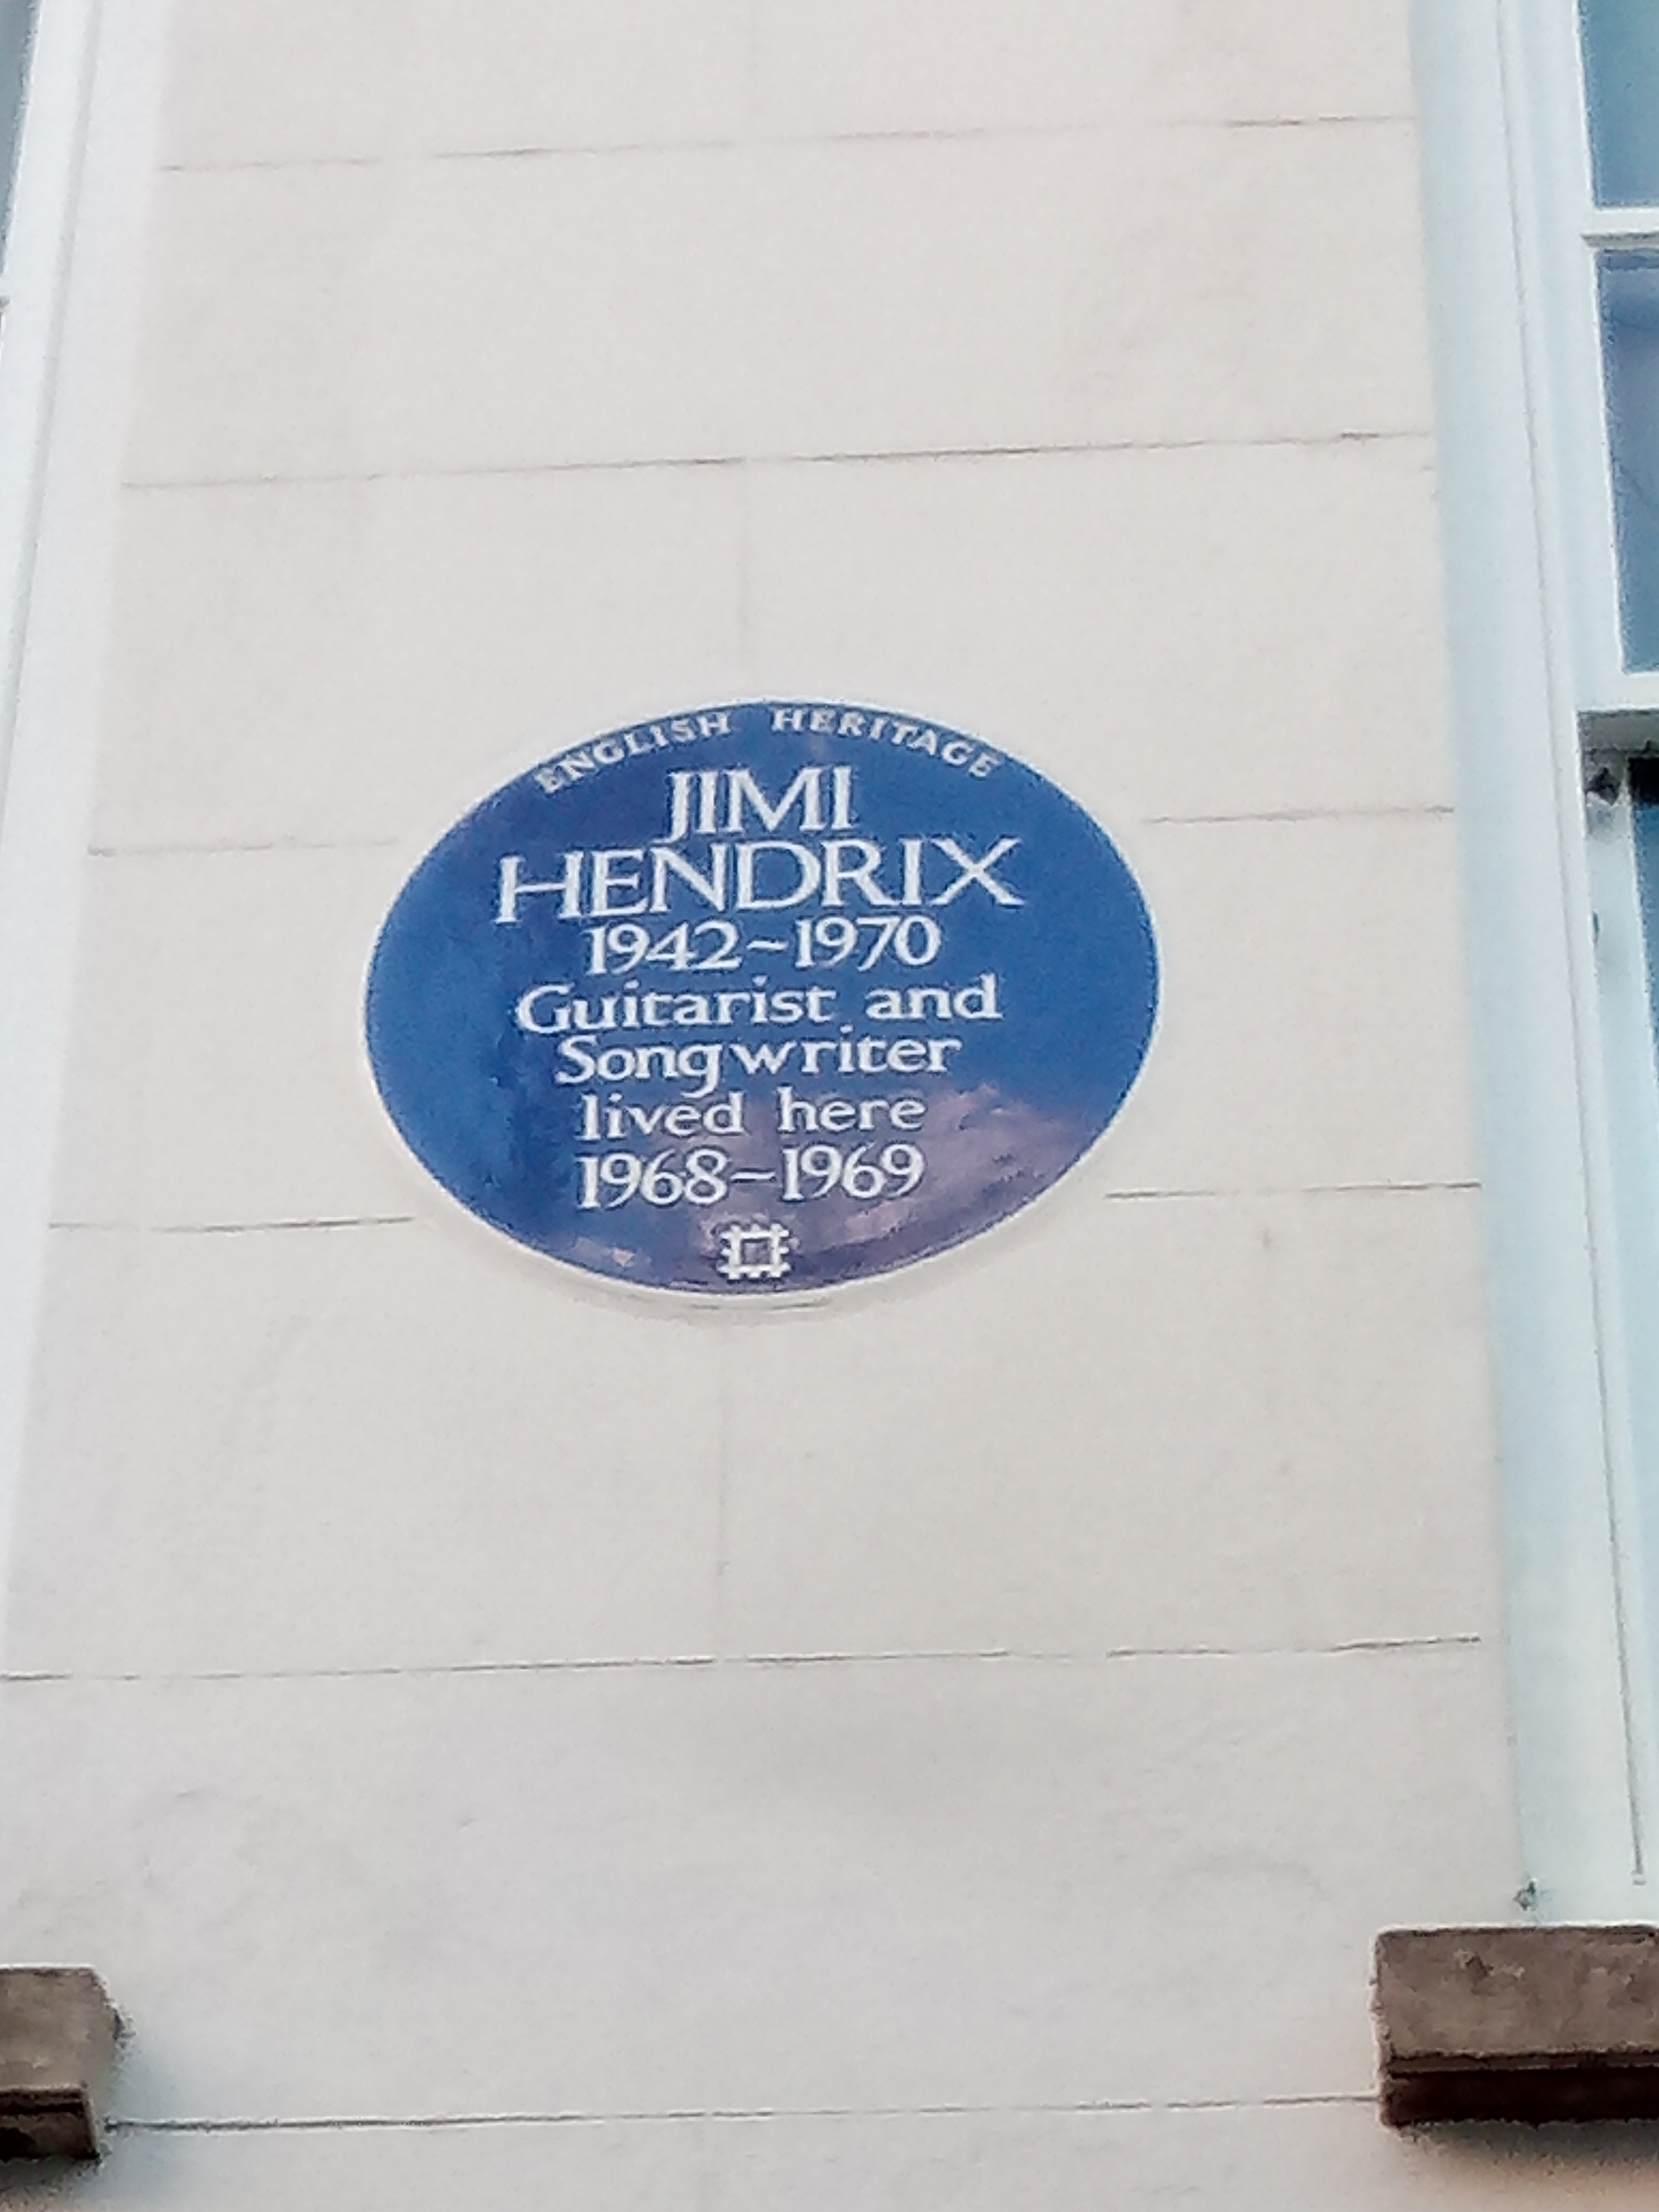 ENGLISH HERITAGE
JIMI
HENDRIX
1942~1970
Guitarist and
Songwriter
lived here
1968~1969